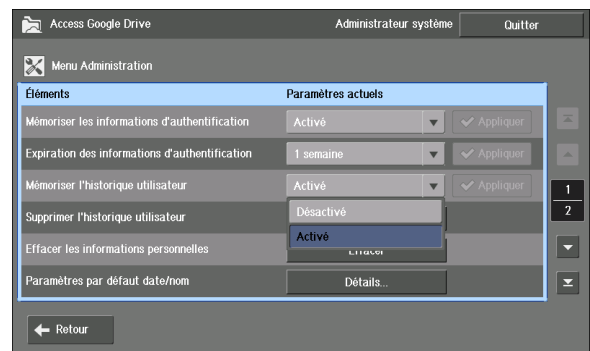 Access Google Drive Administrateur système Quitter
Menu Administration
Éléments Paramètres actuels
Mémoriser les informations d'authentification Activé Appliquer
Expiration des informations d'authentification 1 semaine Appliquer
Mémoriser l'historique utilisateur Activé Appliquer
1
Désactivé
Supprimer l'historique utilisateur
2
Activé
Effacer les informations personnelles Effacer
Paramètres par défaut date/nom Détails...
Retour